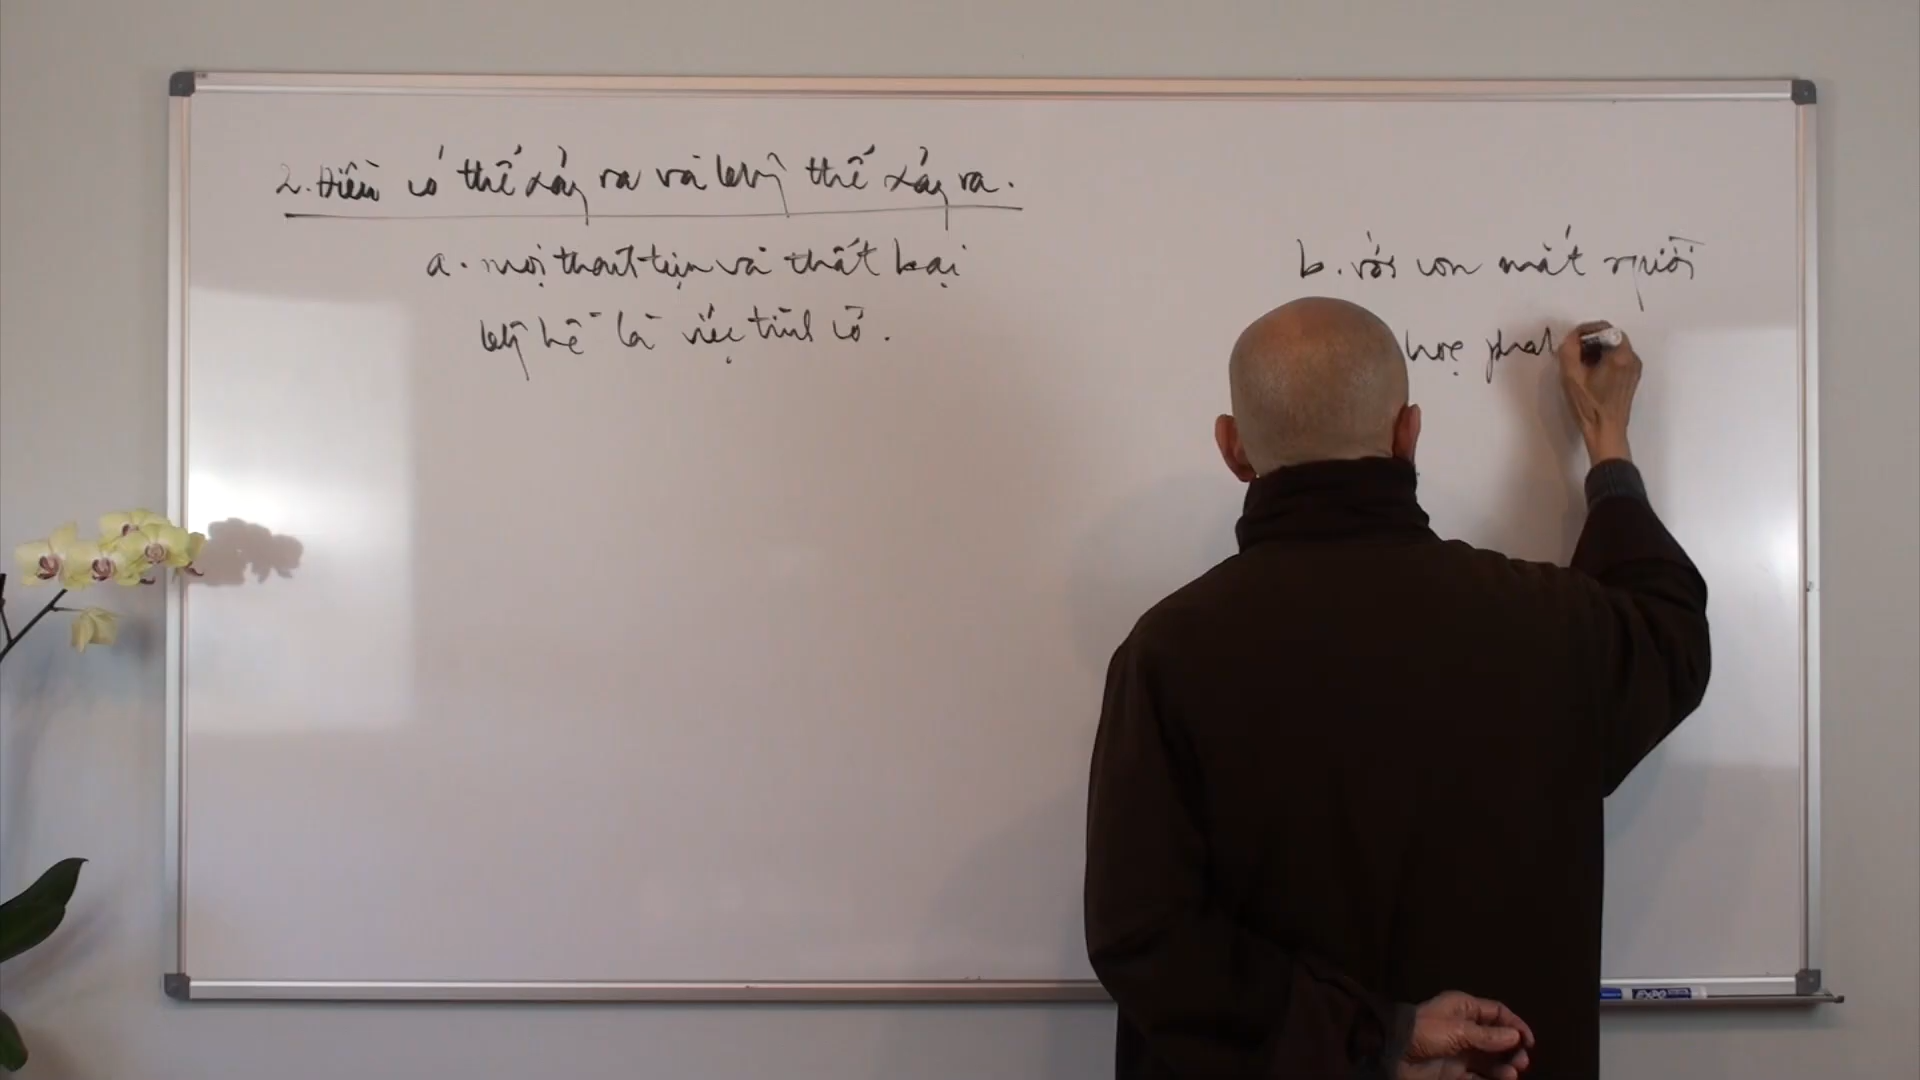 2. Điều có thể xảy ra và không thể xảy ra.
a. mọi thành tựu và thất bại
không hề là việc tình cờ.
b. với con mắt người
học phật
EXPO